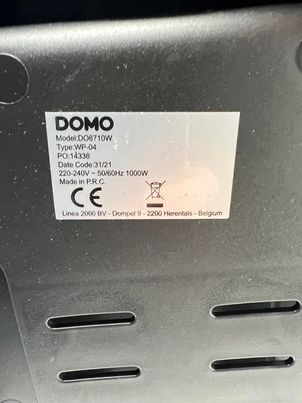 DOMO
Model:DO8710W
Type:WP-04
PO:14338
Date Code:31/21
220-240V ~ 50/60Hz 1000W
Made in P.R.C.
CE
Linea 2000 BV - Dompel 9 - 2200 Herentals - Belgium